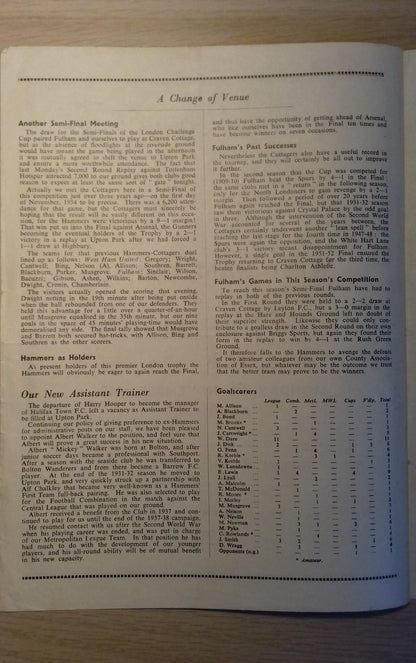 A Change of Venue
Another Semi-Final Meeting
The draw for the Semi-Finals of the London Challenge
Cup paired Fulham and ourselves to play at Craven Cottage,
but as the absence of floodlights at the riverside ground
would have meant the game being played in the afternoon
it was mutually agreed to shift the venue to Upton Park
and ensure a more worthwhile attendance. The fact that
last Monday's Second Round Replay against Tottenham
Hotspur attracted 7,000 to our ground gives both clubs good
reason to expect at least the same sort of "gate" tonight.
Actually we met the Cottagers here in a Semi-Final of
this competition just over three years ago—on the first day
of November, 1954 to be precise. There was a 6,200 atten-
dance for that game, but the Cottagers must sincerely be
hoping that the result will be vastly different on this occa-
sion, for the Hammers were victorious by a 9—1 margin!
That win put us into the Final against Arsenal, the Gunners
becoming the eventual holders of the Trophy by a 2—1
victory in a replay at Upton Park after we had forced a
1—1 draw at Highbury.
The teams for that previous Hammers-Cottagers duel
lined up as follows: West Ham United: Gregory; Wright,
Cantwell; Bing, Smith, R. A. Allison; Southren, Barrett,
Blackburn, Parker, Musgrove. Fulham: Sinclair; Wilson,
Bacuzzi; Gibson, Ashen, Wilkins; Barton, Newcombe,
Dwight, Cronin, Chamberlain.
The visitors actually opened the scoring that evening,
Dwight netting in the 19th minute after being put onside
when the ball rebounded from one of our defenders. They
held this advantage for a little over a quarter-of-an-hour
until Musgrove equalised in the 35th minute, but our nine
goals in the space of 45 minutes' playing-time would have
demoralised any side. The final tally showed that Musgrove
and Barrett both scored hat-tricks, with Allison, Bing and
Southren as the other scorers.
Hammers as Holders
As present holders of this premier London trophy the
Hammers will obviously be eager to again reach the Final,
and thus have the opportunity of getting ahead of Arsenal,
who like ourselves have been in the Final ten times and
have become winners on seven occasions.
Fulham's Past Successes
Nevertheless the Cottagers also have a useful record in
the tourney, and they will certainly be all out to improve
it further.
In the second season that the Cup was competed for
(1909-10) Fulham beat the Spurs by 4—1 in the Final;
the same clubs met in a "return" in the following season,
only for the North Londoners to gain revenge by a 2—1
margin. Then followed a period of over 20 years before
Fulham again reached the Final, but that 1931-32 season
saw them victorious against Crystal Palace by the odd goal
in three. Although the intervention of the Second World
War accounted for several of the years between, the
Cottagers certainly underwent another "lean spell" before
reaching the last stage for the fourth time in 1947-48; the
Spurs were again the opposition, and the White Hart Lane
club's 3—1 victory meant disappointment for Fulham.
However, a single goal in the 1951-52 Final ensured the
Trophy returning to Craven Cottage for the third time, the
beaten finalists being Charlton Athletic.
Fulham's Games in This Season's Competition
To reach this season's Semi-Final Fulham have had to
replay in both of the previous rounds.
In the First Round they were held to a 2—2 draw at
Craven Cottage by Leyton F.C., but a 3—0 margin in the
replay at the Hare and Hounds Ground left no doubt of
their superior strength. Likewise they could only con-
tribute to a goalless draw in the Second Round on their own
enclosure against Briggs Sports, but again they found their
form in the replay to win by 4—1 at the Rush Green
Ground.
It therefore falls to the Hammers to avenge the defeats
of two amateur colleagues from our own County Associa-
tion of Essex, but whatever may be the outcome we trust
that the better team may prove to be the winners.
Our New Assistant Trainer
The departure of Harry Hooper to become the manager
of Halifax Town F.C. left a vacancy as Assistant Trainer to
be filled at Upton Park.
Continuing our policy of giving preference to ex-Hammers
for administrative posts on our staff, we have been pleased
to appoint Albert Walker to the position, and feel sure that
Albert will prove a great success in his new situation.
Albert "Mickey" Walker was born at Bolton, and after
junior soccer days became a professional with Southport.
After a season with the seaside club he was transferred to
Bolton Wanderers and from there became a Barrow F.C.
player. At the end of the 1931-32 season he moved to
Upton Park, and very quickly struck up a partnership with
Alf Chalkley that became very well-known as a Hammers'
First Team full-back pairing. He was also selected to play
for the Football Combination in the match against the
Central League that was played on our ground.
Albert received a benefit from the Club in 1937 and con-
tinued to play for us until the end of the 1937-38 campaign.
He resumed contact with us after the Second World War
when his playing career was ended, and was put in charge
of our Metropolitan League Team. In that position he has
had much to do with the development of our younger
players, and his all-round ability will be of mutual benefit
in his new capacity.
Goalscorers
League Comb. Met.L MWL Cups F'dly. Tot.
M. Allison
A. Blackburn
J. Bond
M. Brooks *
N. Cantwell
J. Cartwright *
W. Dare
J. Dick
G. Fenn
R. Keeble
V. Keeble
W. Lansdowne
B. Lewis
J. Lyall
A. Malcolm
T. McDonald
R. Moore *
L. Morley
M. Musgrove
A. Nelson
W. Neville
M. Newman
M. Pyke
C. Rowlands *
J. Smith
D. Wragg
Opponents (o.g.)
* Amateur.